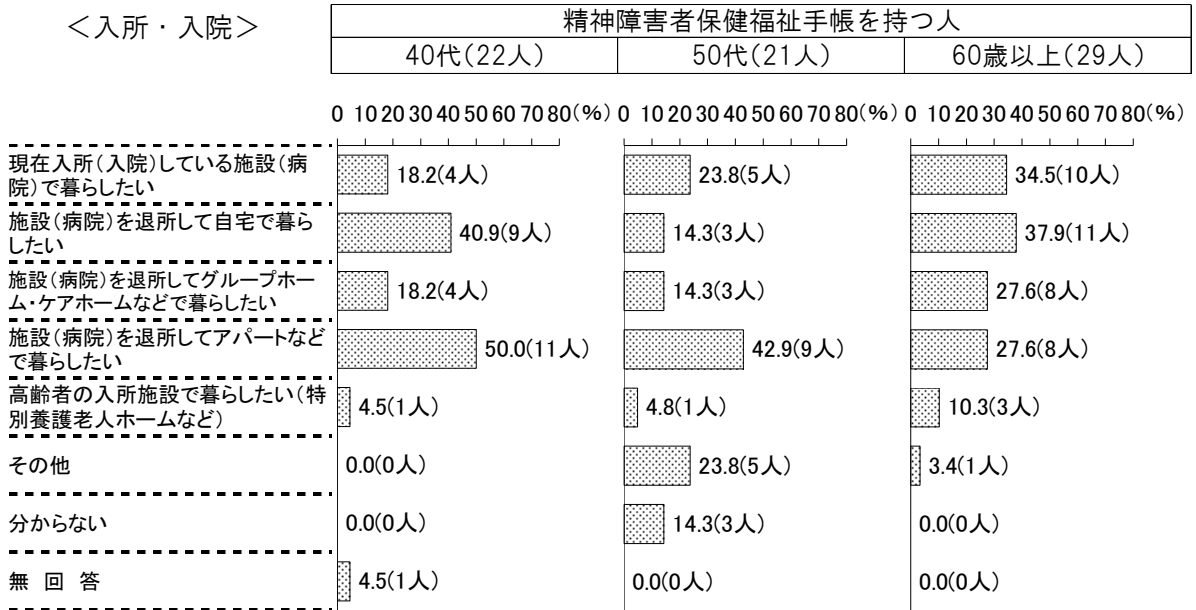 ＜入所・入院＞
精神障害者保健福祉手帳を持つ人
40代(22人)
50代(21人)
60歳以上(29人)
0 10 20 30 40 50 60 70 80(%)
0 10 20 30 40 50 60 70 80(%)
0 10 20 30 40 50 60 70 80(%)
現在入所(入院)している施設(病
院)で暮らしたい
18.2(4人)
23.8(5人)
34.5(10人)
施設(病院)を退所して自宅で暮ら
したい
40.9(9人)
14.3(3人)
37.9(11人)
施設(病院)を退所してグループホー
ム・ケアホームなどで暮らしたい
18.2(4人)
14.3(3人)
27.6(8人)
施設(病院)を退所してアパートなど
で暮らしたい
50.0(11人)
42.9(9人)
27.6(8人)
高齢者の入所施設で暮らしたい(特
別養護老人ホームなど)
4.5(1人)
4.8(1人)
10.3(3人)
その他
0.0(0人)
23.8(5人)
3.4(1人)
分からない
0.0(0人)
14.3(3人)
0.0(0人)
無 回 答
4.5(1人)
0.0(0人)
0.0(0人)